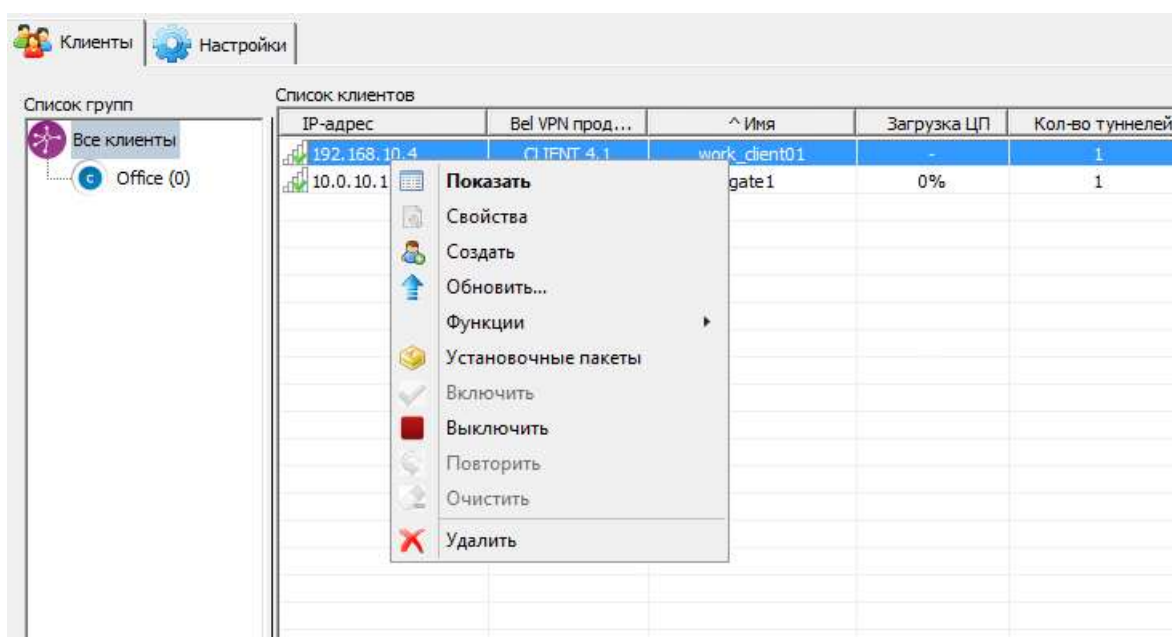 Клиенты Настройки
Список групп
Все клиенты
Office (0)
Список клиентов
IP-адрес Bel VPN прод... ^ Имя Загрузка ЦП Кол-во туннелей
192.168.10.4 CLIENT 4.1 work_client01 - 1
10.0.10.1 gate1 0% 1
Показать
Свойства
Создать
Обновить...
Функции
Установочные пакеты
Включить
Выключить
Повторить
Очистить
Удалить